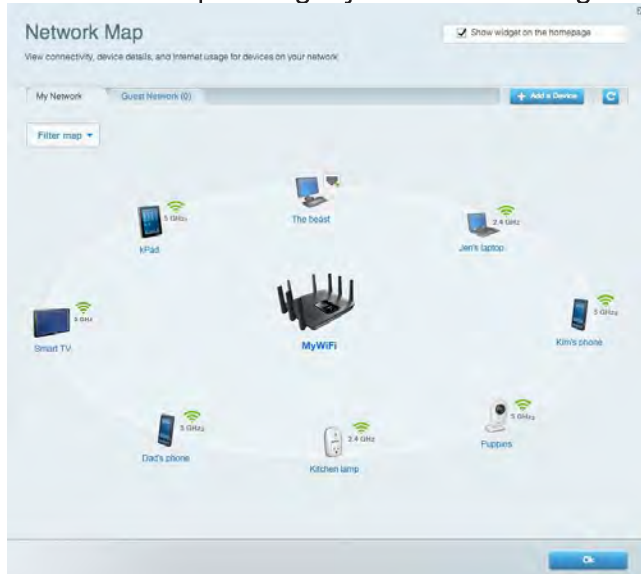 Network Map
Show widget on the homepage
View connectivity, device details, and Internet usage for devices on your network
My Network
Guest Network (0)
+ Add a Device
Filter map
The beast
5 GHz
kPad
2.4 GHz
Jen's laptop
5 GHz
Smart TV
MyWiFi
5 GHz
Kim's phone
5 GHz
Dad's phone
2.4 GHz
Kitchen lamp
5 GHz
Puppies
Ok